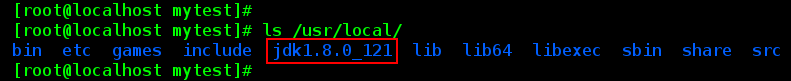 [root@localhost mytest]#
[root@localhost mytest]# ls /usr/local/
bin etc games include jdk1.8.0_121 lib lib64 libexec sbin share src
[root@localhost mytest]#